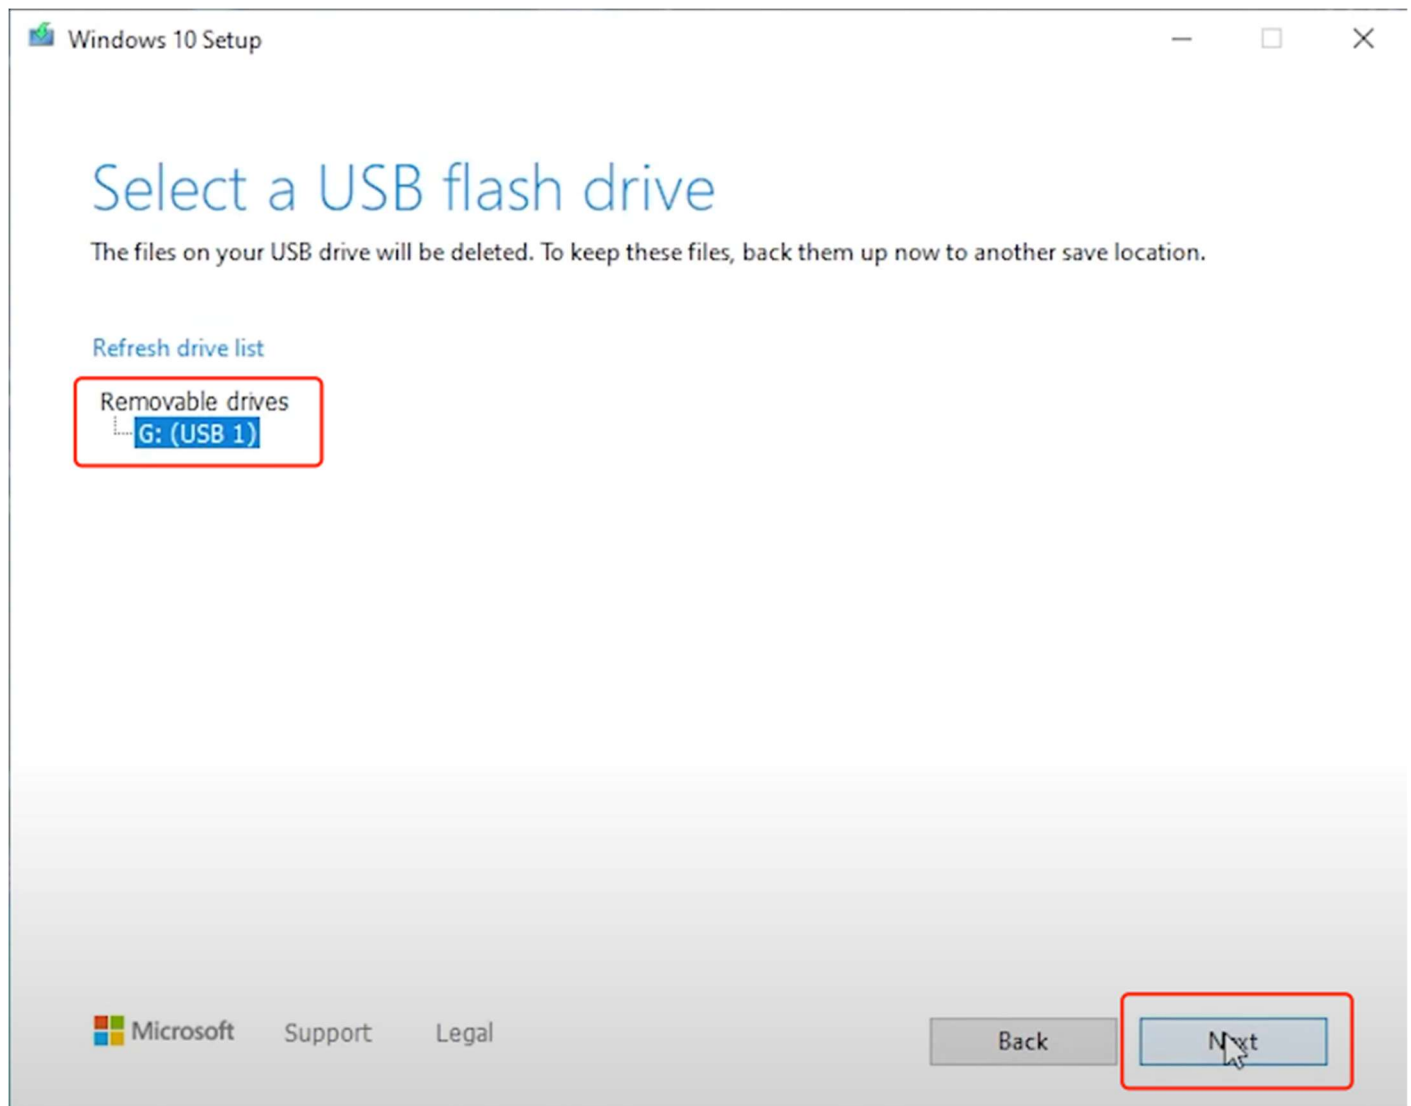 Windows 10 Setup
Select a USB flash drive
The files on your USB drive will be deleted. To keep these files, back them up now to another save location.
Refresh drive list
Removable drives
G: (USB 1)
Microsoft Support Legal
Back Next